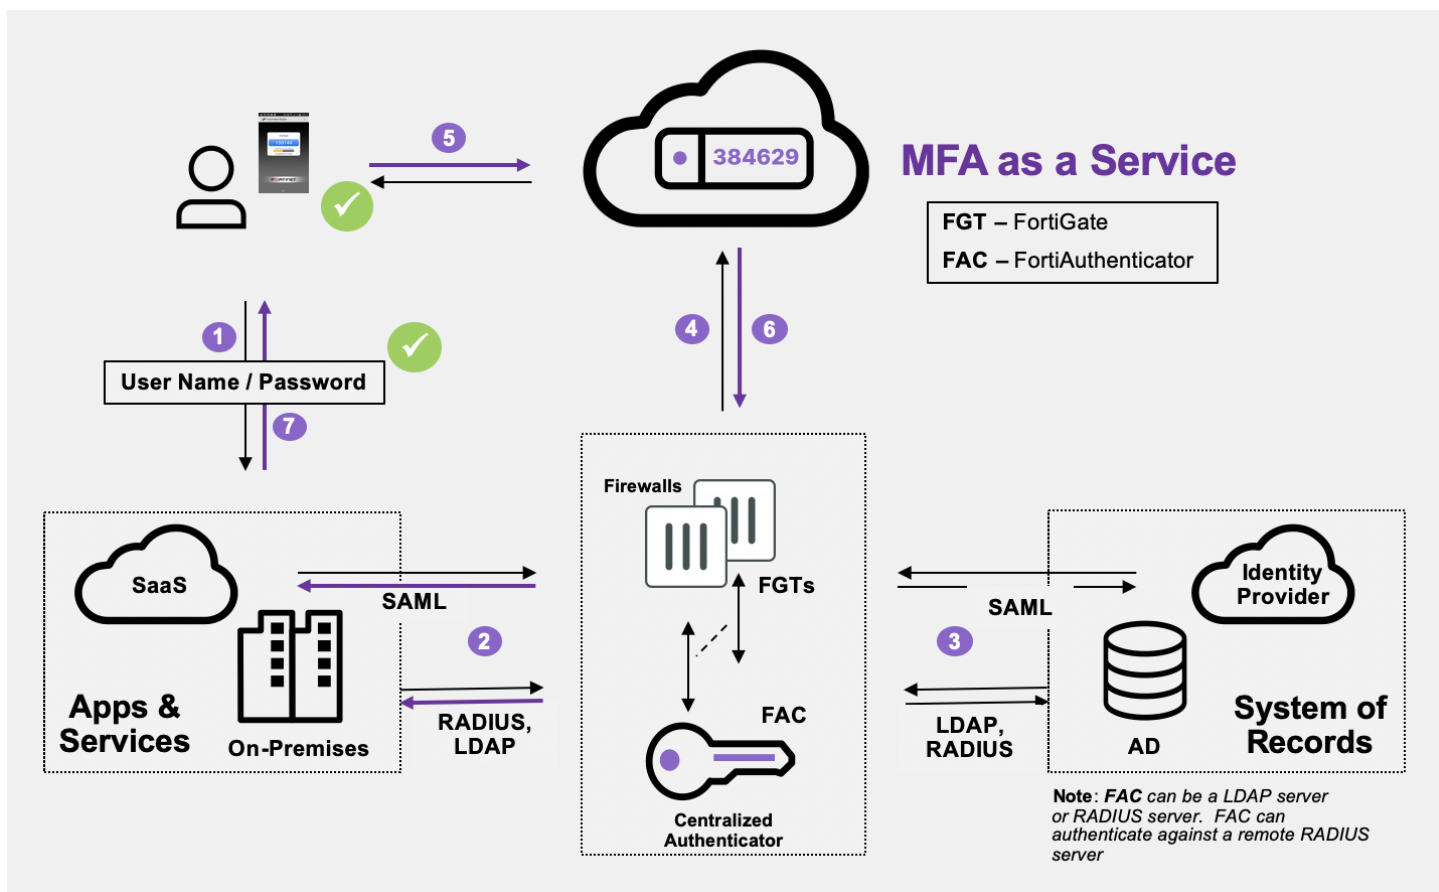 5
384629
MFA as a Service
FGT – FortiGate
FAC – FortiAuthenticator
1
4
6
User Name / Password
7
Firewalls
FGTs
SaaS
SAML
2
RADIUS,
LDAP
Apps &
Services
On-Premises
FAC
Centralized
Authenticator
SAML
3
LDAP,
RADIUS
Identity
Provider
AD
System of
Records
Note: FAC can be a LDAP server
or RADIUS server. FAC can
authenticate against a remote RADIUS
server